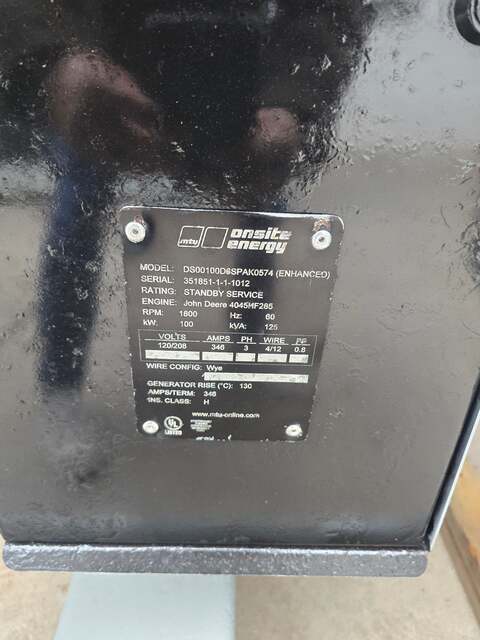 mtu onsite
energy
MODEL: DS00100D6SPAK0574 (ENHANCED)
SERIAL: 351851-1-1-1012
RATING: STANDBY SERVICE
ENGINE: John Deere 4045HF285
RPM: 1800 Hz: 60
kW: 100 kVA: 125
VOLTS AMPS PH WIRE PF
120/208 346 3 4/12 0.8
WIRE CONFIG: Wye
GENERATOR RISE (°C): 130
AMPS/TERM: 346
INS. CLASS: H
www.mtu-online.com
UL
LISTED